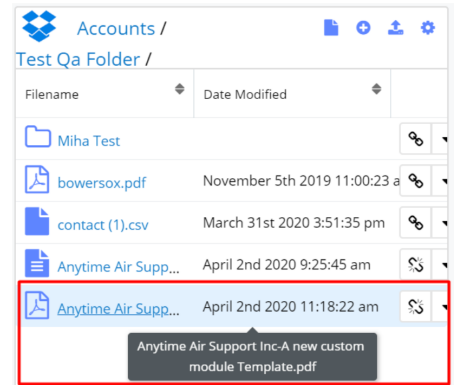 Accounts /
Test Qa Folder /
Filename Date Modified
Miha Test
bowersox.pdf November 5th 2019 11:00:23 a
contact (1).csv March 31st 2020 3:51:35 pm
Anytime Air Supp... April 2nd 2020 9:25:45 am
Anytime Air Supp... April 2nd 2020 11:18:22 am
Anytime Air Support Inc-A new custom
module Template.pdf